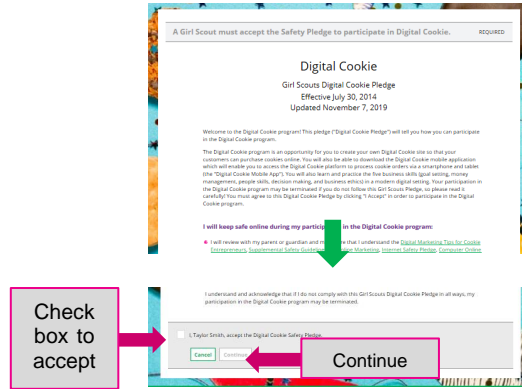 A Girl Scout must accept the Safety Pledge to participate in Digital Cookie.
REQUIRED
Digital Cookie
Girl Scouts Digital Cookie Pledge
Effective July 30, 2014
Updated November 7, 2019
Welcome to the Digital Cookie program! This pledge ("Digital Cookie Pledge") will tell you how you can participate
in the Digital Cookie program.
The Digital Cookie program is an opportunity for you to create your own Digital Cookie site so that your
customers can purchase cookies online. You will also be able to download the Digital Cookie mobile application
which will enable you to access the Digital Cookie platform to process cookie orders via a smartphone and tablet
(the "Digital Cookie Mobile App"). You will also learn and practice the five business skills (goal setting, money
management, people skills, decision making, and business ethics) in a modern digital setting. Your participation in
the Digital Cookie program may be terminated if you do not follow this Girl Scouts Pledge, so please read it
carefully! You must agree to this Digital Cookie Pledge by clicking "I Accept" in order to participate in the Digital
Cookie program.
I will keep safe online during my participat in the Digital Cookie program:
I will review with my parent or guardian and m re that I understand the Digital Marketing Tips for Cookie
Entrepreneurs, Supplemental Safety Guidelin Marketing, Internet Safety Pledge, Computer Online
I understand and acknowledge that if I do not comply with this Girl Scouts Digital Cookie Pledge in all ways, my
participation in the Digital Cookie program may be terminated.
Check
box to
accept
I, Taylor Smith, accept the Digital Cookie Safety Pledge.
Cancel
Continue
Continue